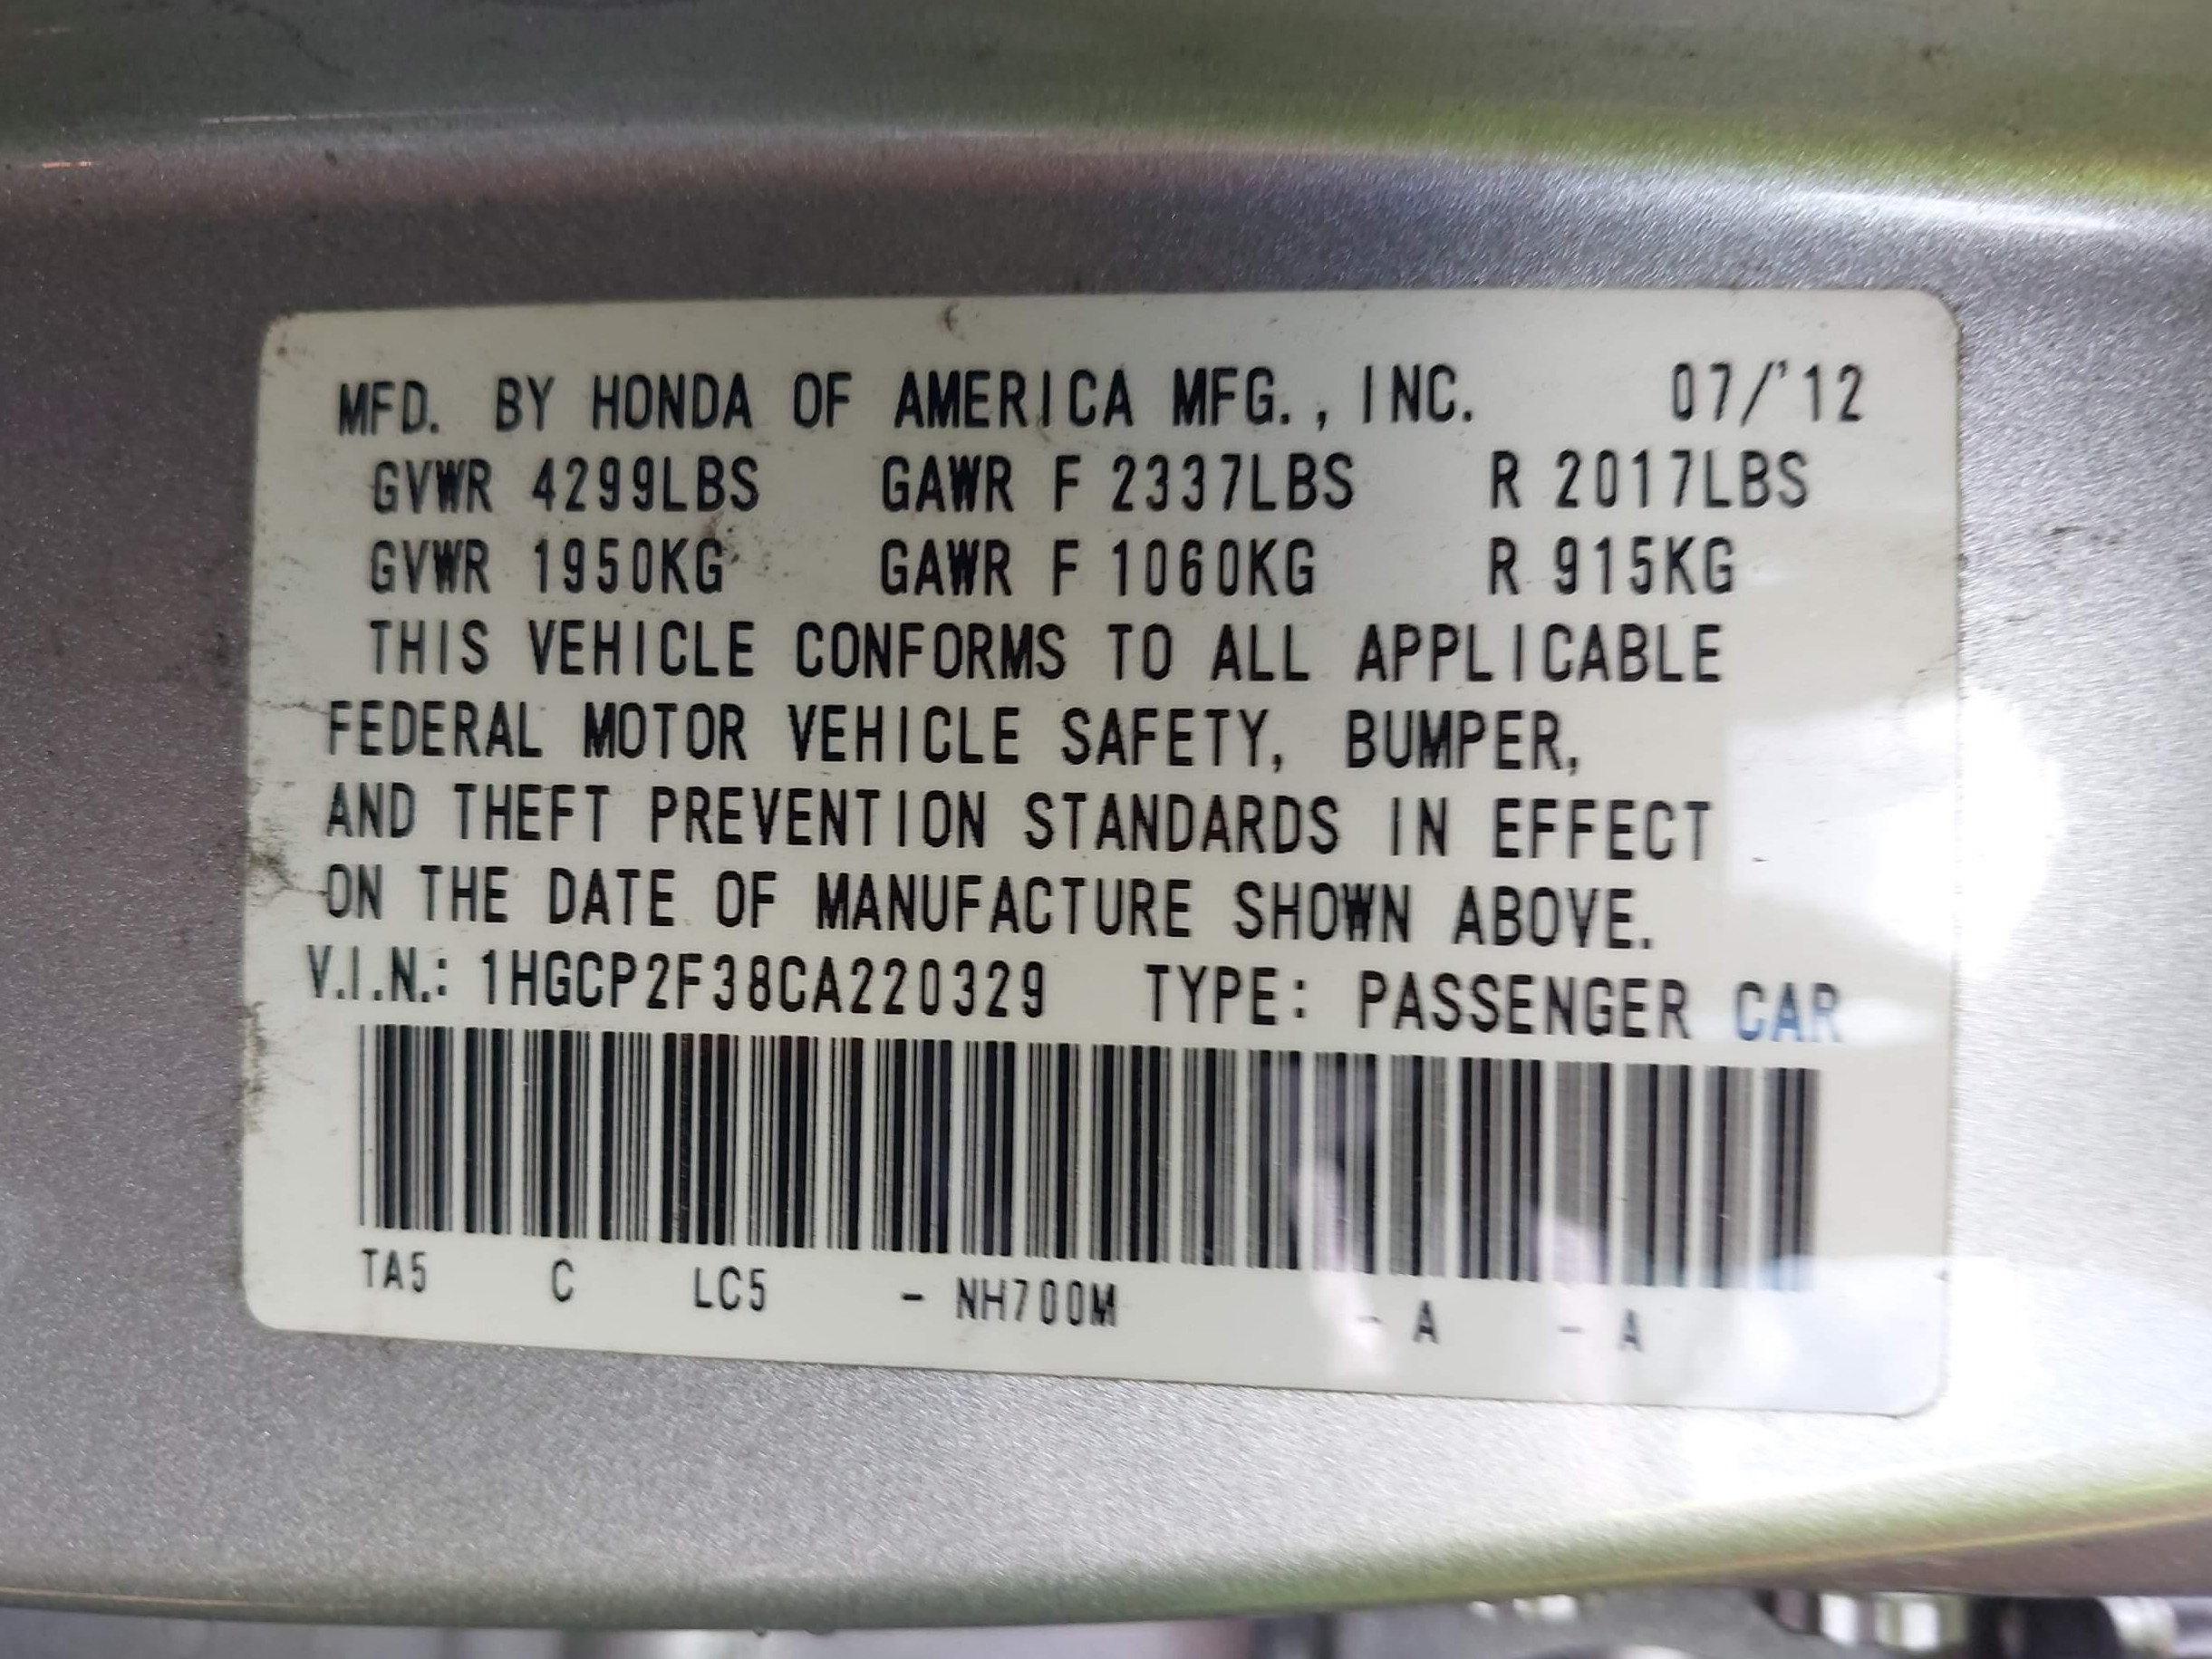 MFD. BY HONDA OF AMERICA MFG., INC. 07/'12
GVWR 4299LBS GAWR F 2337LBS R 2017LBS
GVWR 1950KG GAWR F 1060KG R 915KG
THIS VEHICLE CONFORMS TO ALL APPLICABLE
FEDERAL MOTOR VEHICLE SAFETY, BUMPER,
AND THEFT PREVENTION STANDARDS IN EFFECT
ON THE DATE OF MANUFACTURE SHOWN ABOVE.
V.I.N.: 1HGCP2F38CA220329 TYPE: PASSENGER CAR
TA5 C LC5 - NH700M - A - A